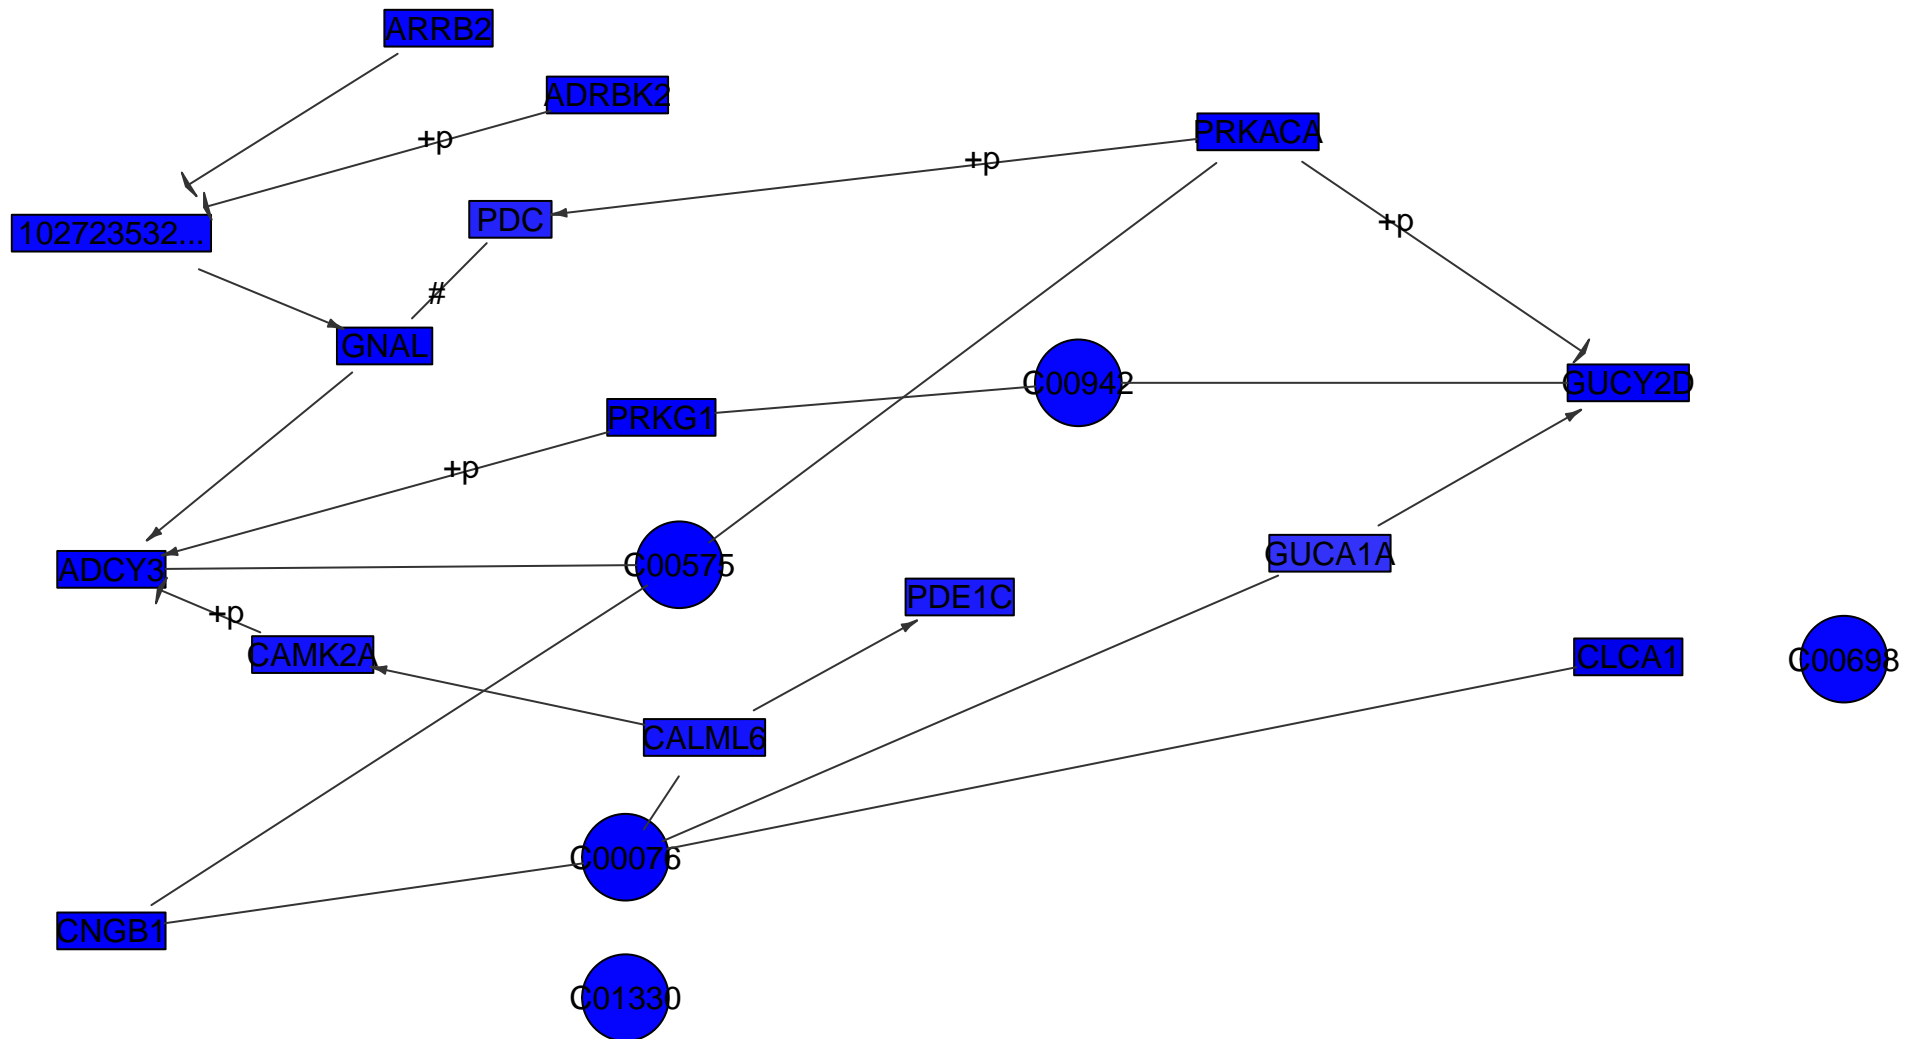 ARRB2
ADRBK2
PRKACA
+p
+p
PDC
+p
102723532...
#
GNAL
C00942
GUCY2D
PRKG1
+p
GUCA1A
C00575
ADCY3
PDE1C
+p
CAMK2A
CLCA1
C00698
CALML6
C00076
CNGB1
C01330